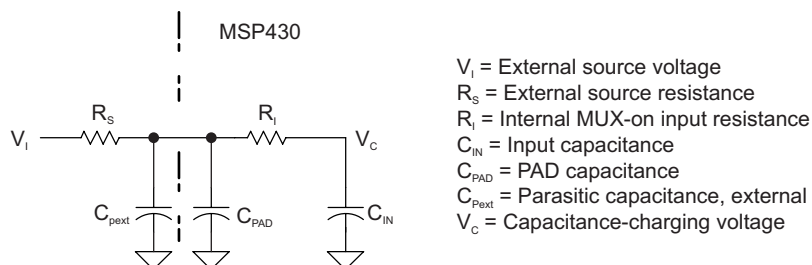 MSP430
V_I
R_S
R_I
V_C
C_pext
C_PAD
C_IN
V_I = External source voltage
R_S = External source resistance
R_I = Internal MUX-on input resistance
C_IN = Input capacitance
C_PAD = PAD capacitance
C_Pext = Parasitic capacitance, external
V_C = Capacitance-charging voltage